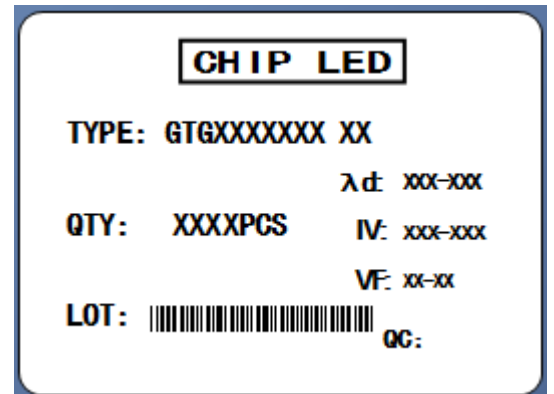 CHIP LED
TYPE: GTGXXXXXXX XX
λd: XXX-XXX
QTY: XXXXPCS IV: XXX-XXX
VF: XX-XX
LOT:
QC: